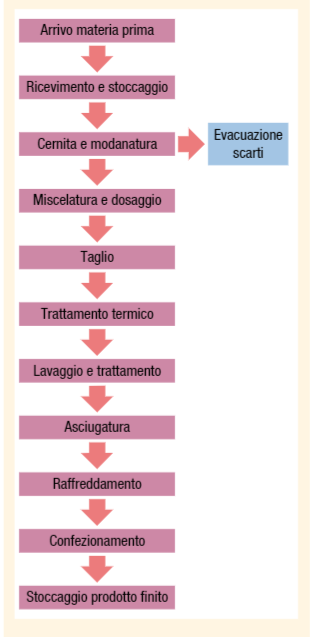 Arrivo materia prima
Ricevimento e stoccaggio
Cernita e modanatura
Evacuazione
scarti
Miscelatura e dosaggio
Taglio
Trattamento termico
Lavaggio e trattamento
Asciugatura
Raffreddamento
Confezionamento
Stoccaggio prodotto finito